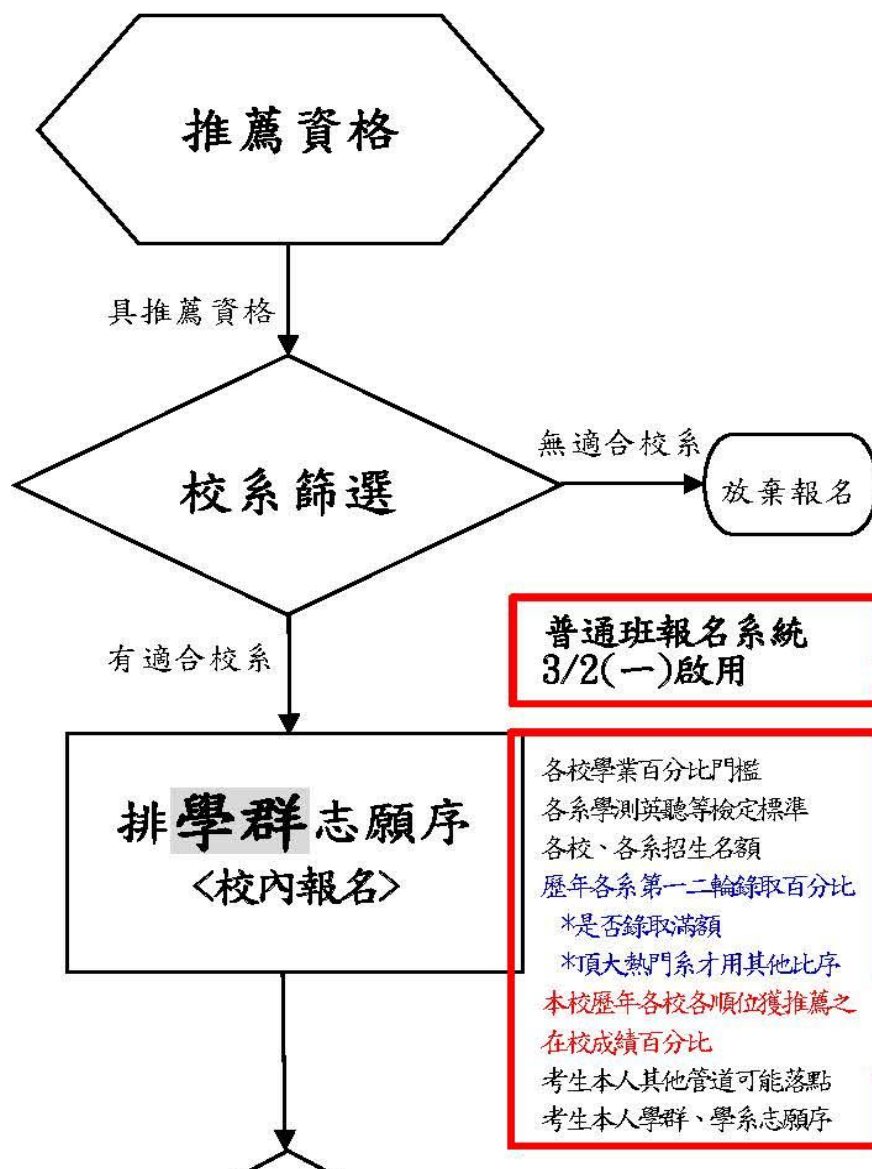 推薦資格
具推薦資格
校系篩選
無適合校系
放棄報名
有適合校系
普通班報名系統
3/2(一)啟用
排學群志願序
<校內報名>
各校學業百分比門檻
各系學測英聽等檢定標準
各校、各系招生名額
歷年各系第一二輪錄取百分比
*是否錄取滿額
*頂大熱門系才用其他比序
本校歷年各校各順位獲推薦之
在校成績百分比
考生本人其他管道可能落點
考生本人學群、學系志願序